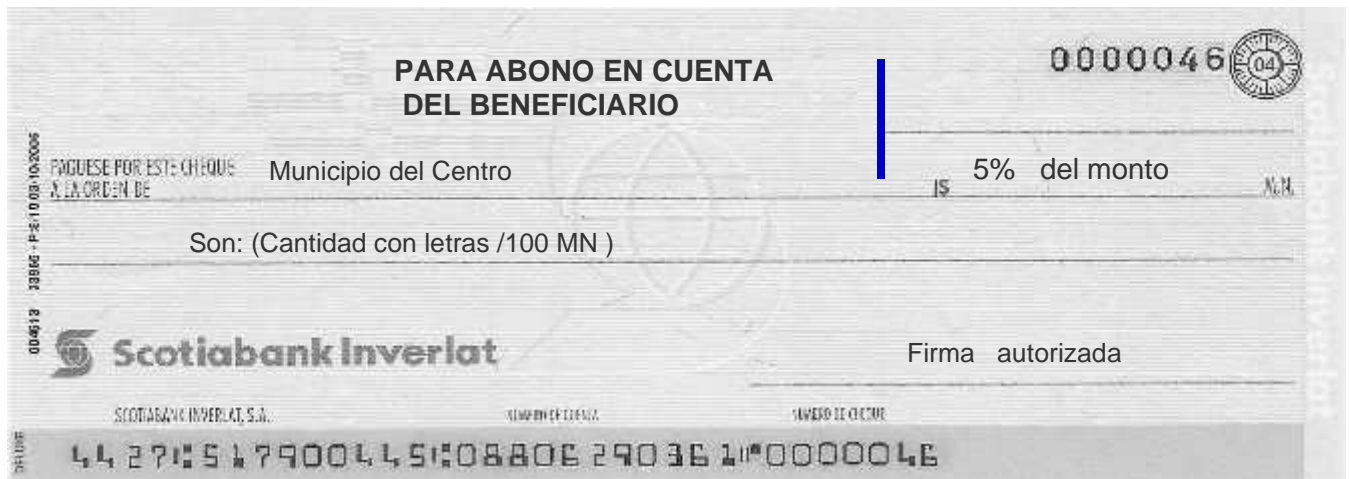 0000046
04
PARA ABONO EN CUENTA
DEL BENEFICIARIO
PAGUESE POR ESTE CHEQUE
A LA ORDEN DE
Municipio del Centro
5% del monto
M.N.
Son: (Cantidad con letras /100 MN )
Scotiabank Inverlat
Firma autorizada
SCOTIABANK INVERLAT, S.A.
NUMERO DE CUENTA
NUMERO DE CHEQUE
Scotiabank Inverlat